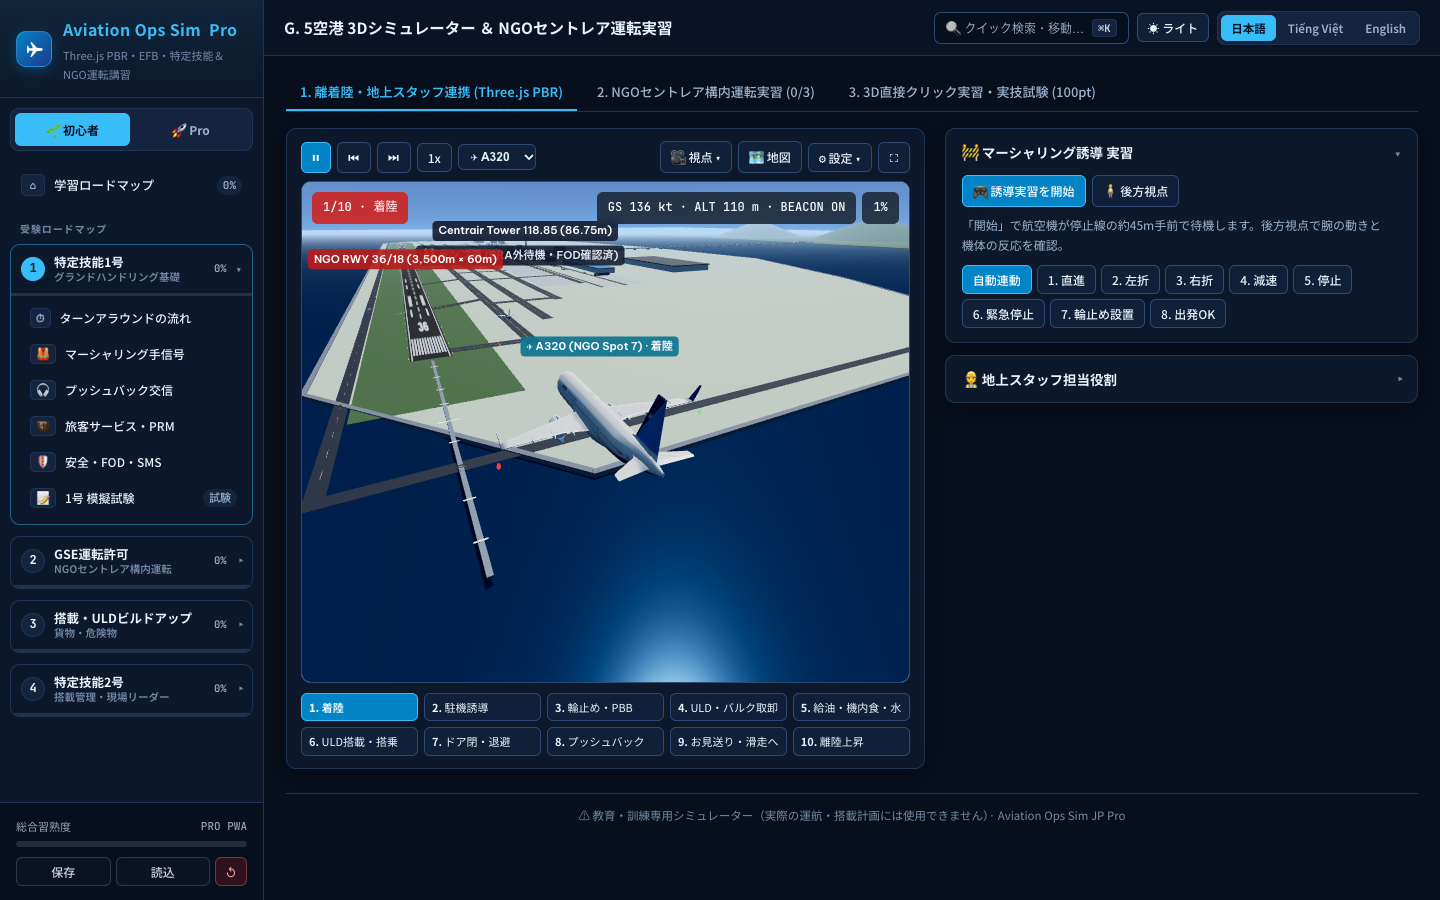 Aviation Ops Sim Pro
Three.js PBR・EFB・特定技能＆
NGO運転講習
初心者
Pro
学習ロードマップ 0%
受験ロードマップ
1 特定技能1号 0%
グランドハンドリング基礎
ターンアラウンドの流れ
マーシャリング手信号
プッシュバック交信
旅客サービス・PRM
安全・FOD・SMS
1号 模擬試験 試験
2 GSE運転許可 0%
NGOセントレア構内運転
3 搭載・ULDビルドアップ 0%
貨物・危険物
4 特定技能2号 0%
搭載管理・現場リーダー
総合習熟度 PRO PWA
保存 読込
G. 5空港 3Dシミュレーター ＆ NGOセントレア運転実習
クイック検索・移動… ⌘K
ライト
日本語 Tiếng Việt English
1. 離着陸・地上スタッフ連携 (Three.js PBR)
2. NGOセントレア構内運転実習 (0/3)
3. 3D直接クリック実習・実技試験 (100pt)
1x
A320
視点
地図
設定
1/10 · 着陸
GS 136 kt · ALT 110 m · BEACON ON
1%
Centrair Tower 118.85 (86.75m)
NGO RWY 36/18 (3,500m × 60m)
A外待機・FOD確認済)
36
A320 (NGO Spot 7) · 着陸
1. 着陸
2. 駐機誘導
3. 輪止め・PBB
4. ULD・バルク取卸
5. 給油・機内食・水
6. ULD搭載・搭乗
7. ドア閉・退避
8. プッシュバック
9. お見送り・滑走へ
10. 離陸上昇
マーシャリング誘導 実習
誘導実習を開始
後方視点
「開始」で航空機が停止線の約45m手前で待機します。後方視点で腕の動きと
機体の反応を確認。
自動連動
1. 直進
2. 左折
3. 右折
4. 減速
5. 停止
6. 緊急停止
7. 輪止め設置
8. 出発OK
地上スタッフ担当役割
⚠ 教育・訓練専用シミュレーター（実際の運航・搭載計画には使用できません）· Aviation Ops Sim JP Pro